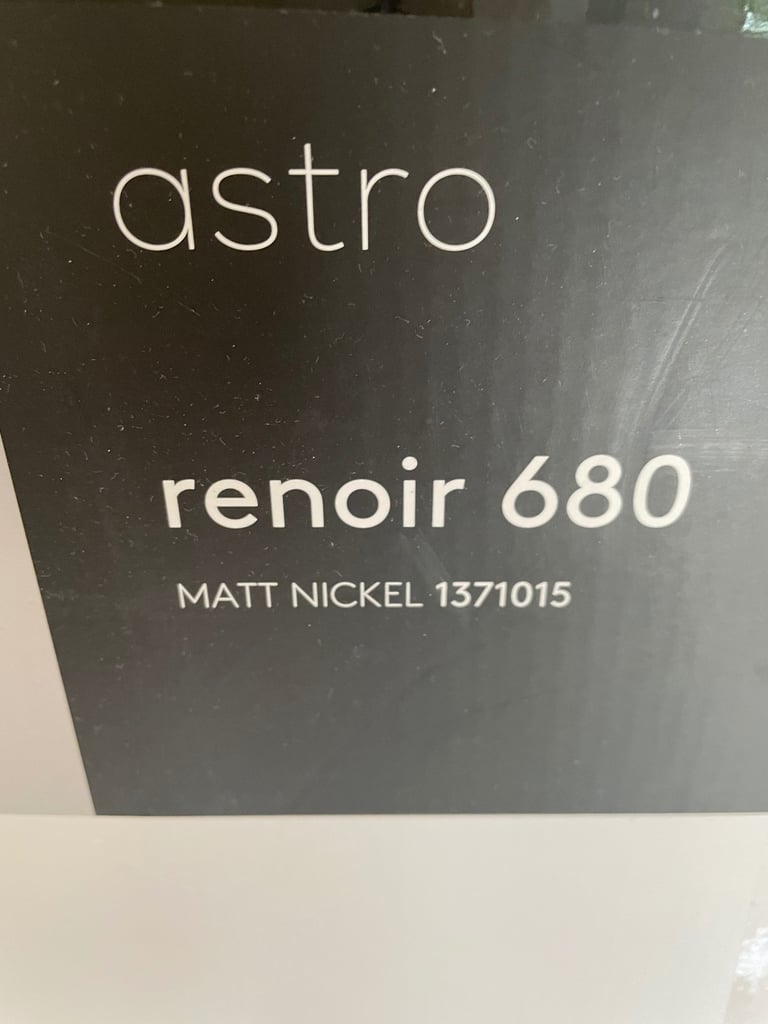 astro
renoir 680
MATT NICKEL 1371015